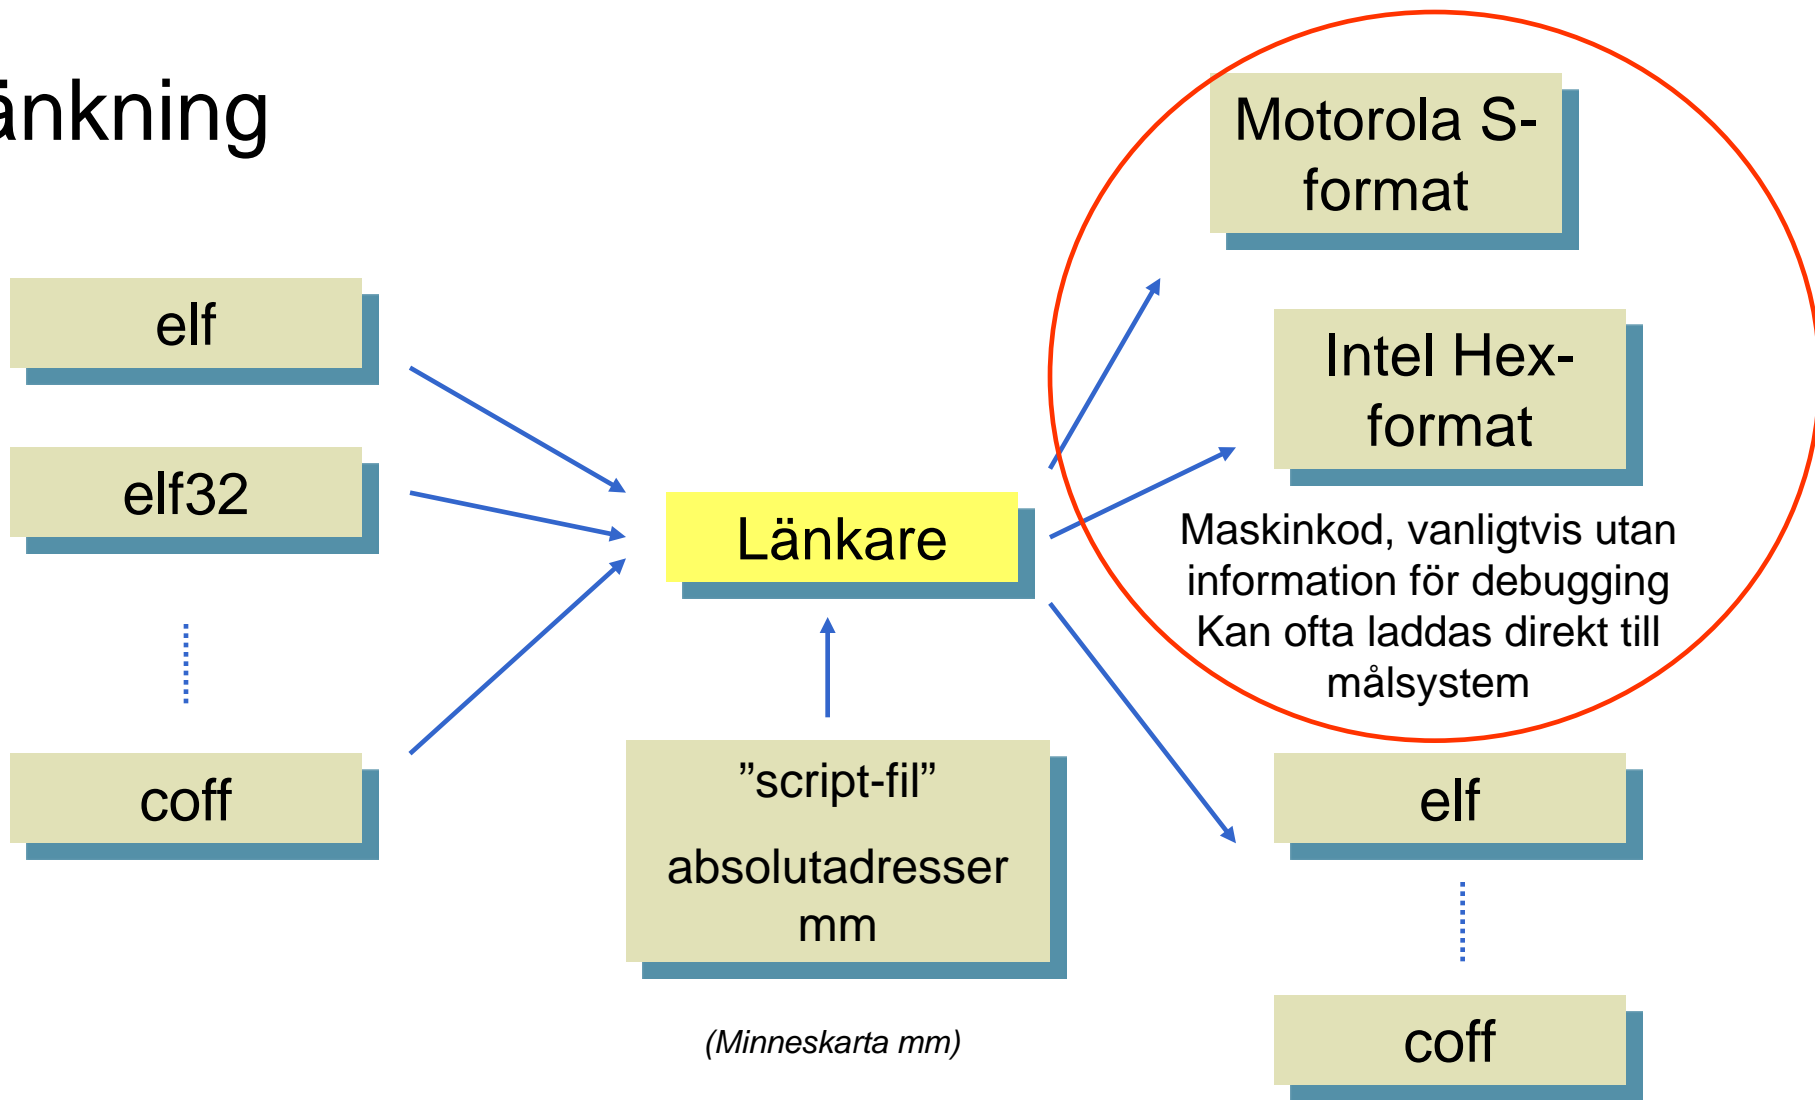 änkning
Motorola S-
format
elf
Intel Hex-
format
elf32
Länkare
Maskinkod, vanligtvis utan
information för debugging
Kan ofta laddas direkt till
målsystem
coff
”script-fil”
absolutadresser
mm
elf
(Minneskarta mm)
coff